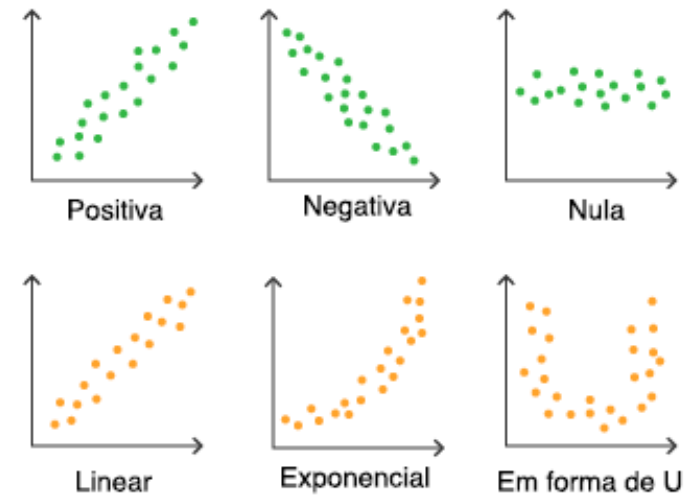 Positiva
Negativa
Nula
Linear
Exponencial
Em forma de U